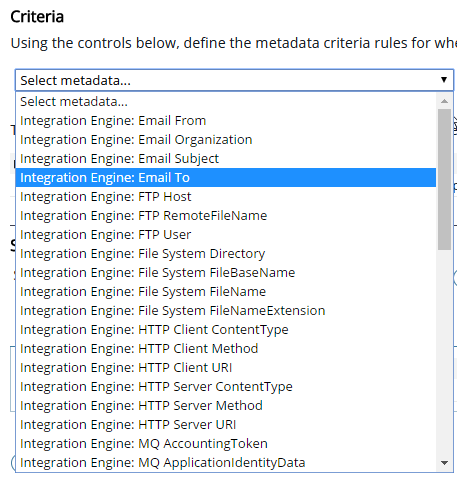 Criteria
Using the controls below, define the metadata criteria rules for
Select metadata...
Select metadata...
Integration Engine: Email From
Integration Engine: Email Organization
Integration Engine: Email Subject
Integration Engine: Email To
Integration Engine: FTP Host
Integration Engine: FTP RemoteFileName
Integration Engine: FTP User
Integration Engine: File System Directory
Integration Engine: File System FileBaseName
Integration Engine: File System FileName
Integration Engine: File System FileNameExtension
Integration Engine: HTTP Client ContentType
Integration Engine: HTTP Client Method
Integration Engine: HTTP Client URI
Integration Engine: HTTP Server ContentType
Integration Engine: HTTP Server Method
Integration Engine: HTTP Server URI
Integration Engine: MQ AccountingToken
Integration Engine: MQ ApplicationIdentityData